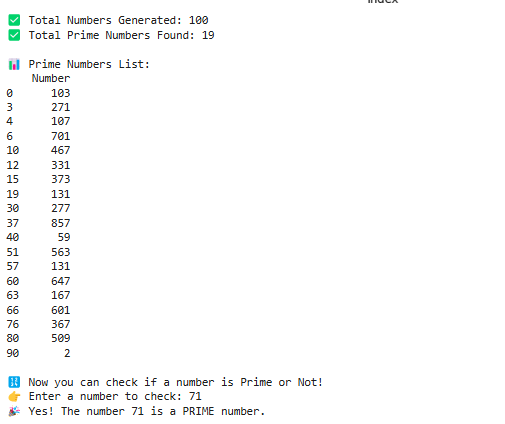 index
✅ Total Numbers Generated: 100
✅ Total Prime Numbers Found: 19
📊 Prime Numbers List:
Number
0 103
3 271
4 107
6 701
10 467
12 331
15 373
19 131
30 277
37 857
40 59
51 563
57 131
60 647
63 167
66 601
76 367
80 509
90 2
🔢 Now you can check if a number is Prime or Not!
👉 Enter a number to check: 71
🎉 Yes! The number 71 is a PRIME number.